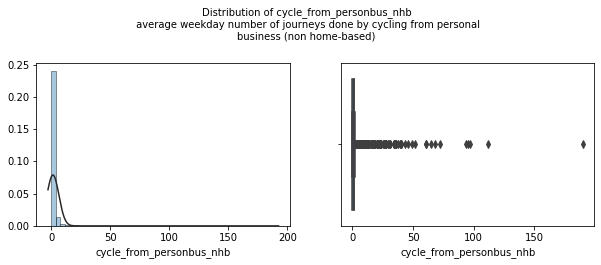 Distribution of cycle_from_personbus_nhb
average weekday number of journeys done by cycling from personal
business (non home-based)
0.25
0.20
0.15
0.10
0.05
0.00
0 50 100 150 200
cycle_from_personbus_nhb
0 50 100 150
cycle_from_personbus_nhb